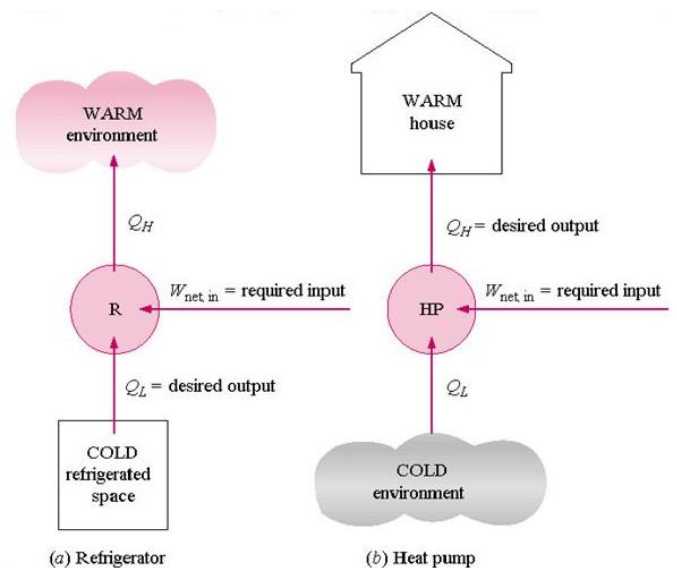 WARM
environment
Q_H
R
W_net, in = required input
Q_L = desired output
COLD
refrigerated
space
(a) Refrigerator
WARM
house
Q_H = desired output
HP
W_net, in = required input
Q_L
COLD
environment
(b) Heat pump